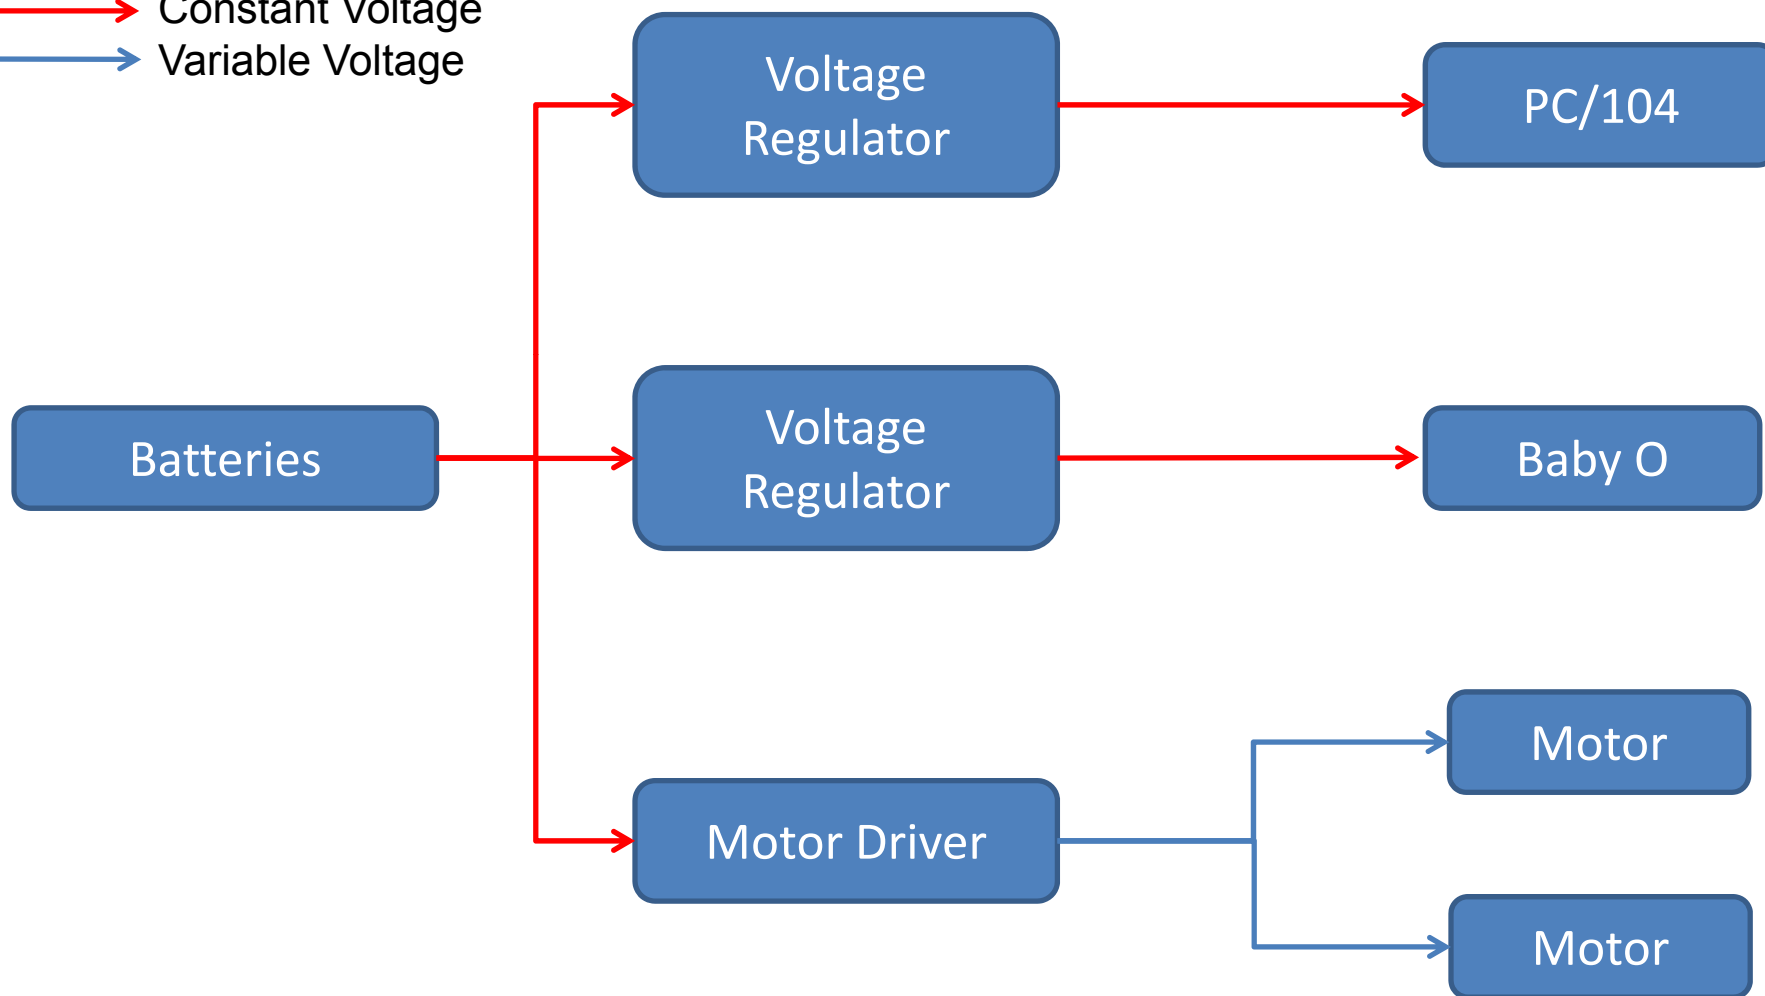 Constant Voltage
Variable Voltage
Voltage
Regulator
PC/104
Batteries
Voltage
Regulator
Baby O
Motor Driver
Motor
Motor